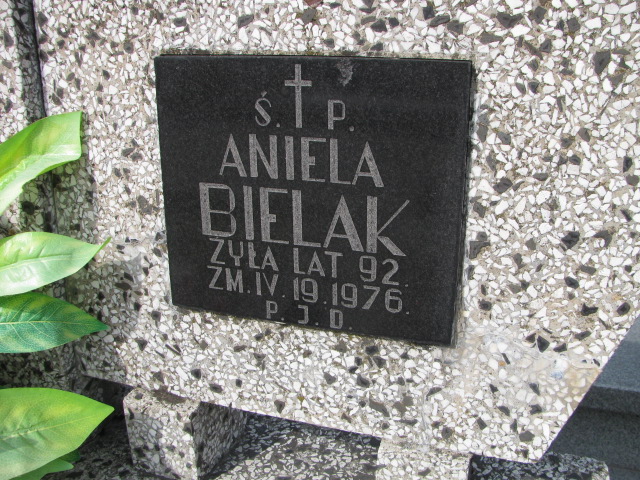 Ś. P.
ANIELA
BIELAK
ŻYŁA LAT 92.
ZM. IV. 19. 1976.
P. J. D.